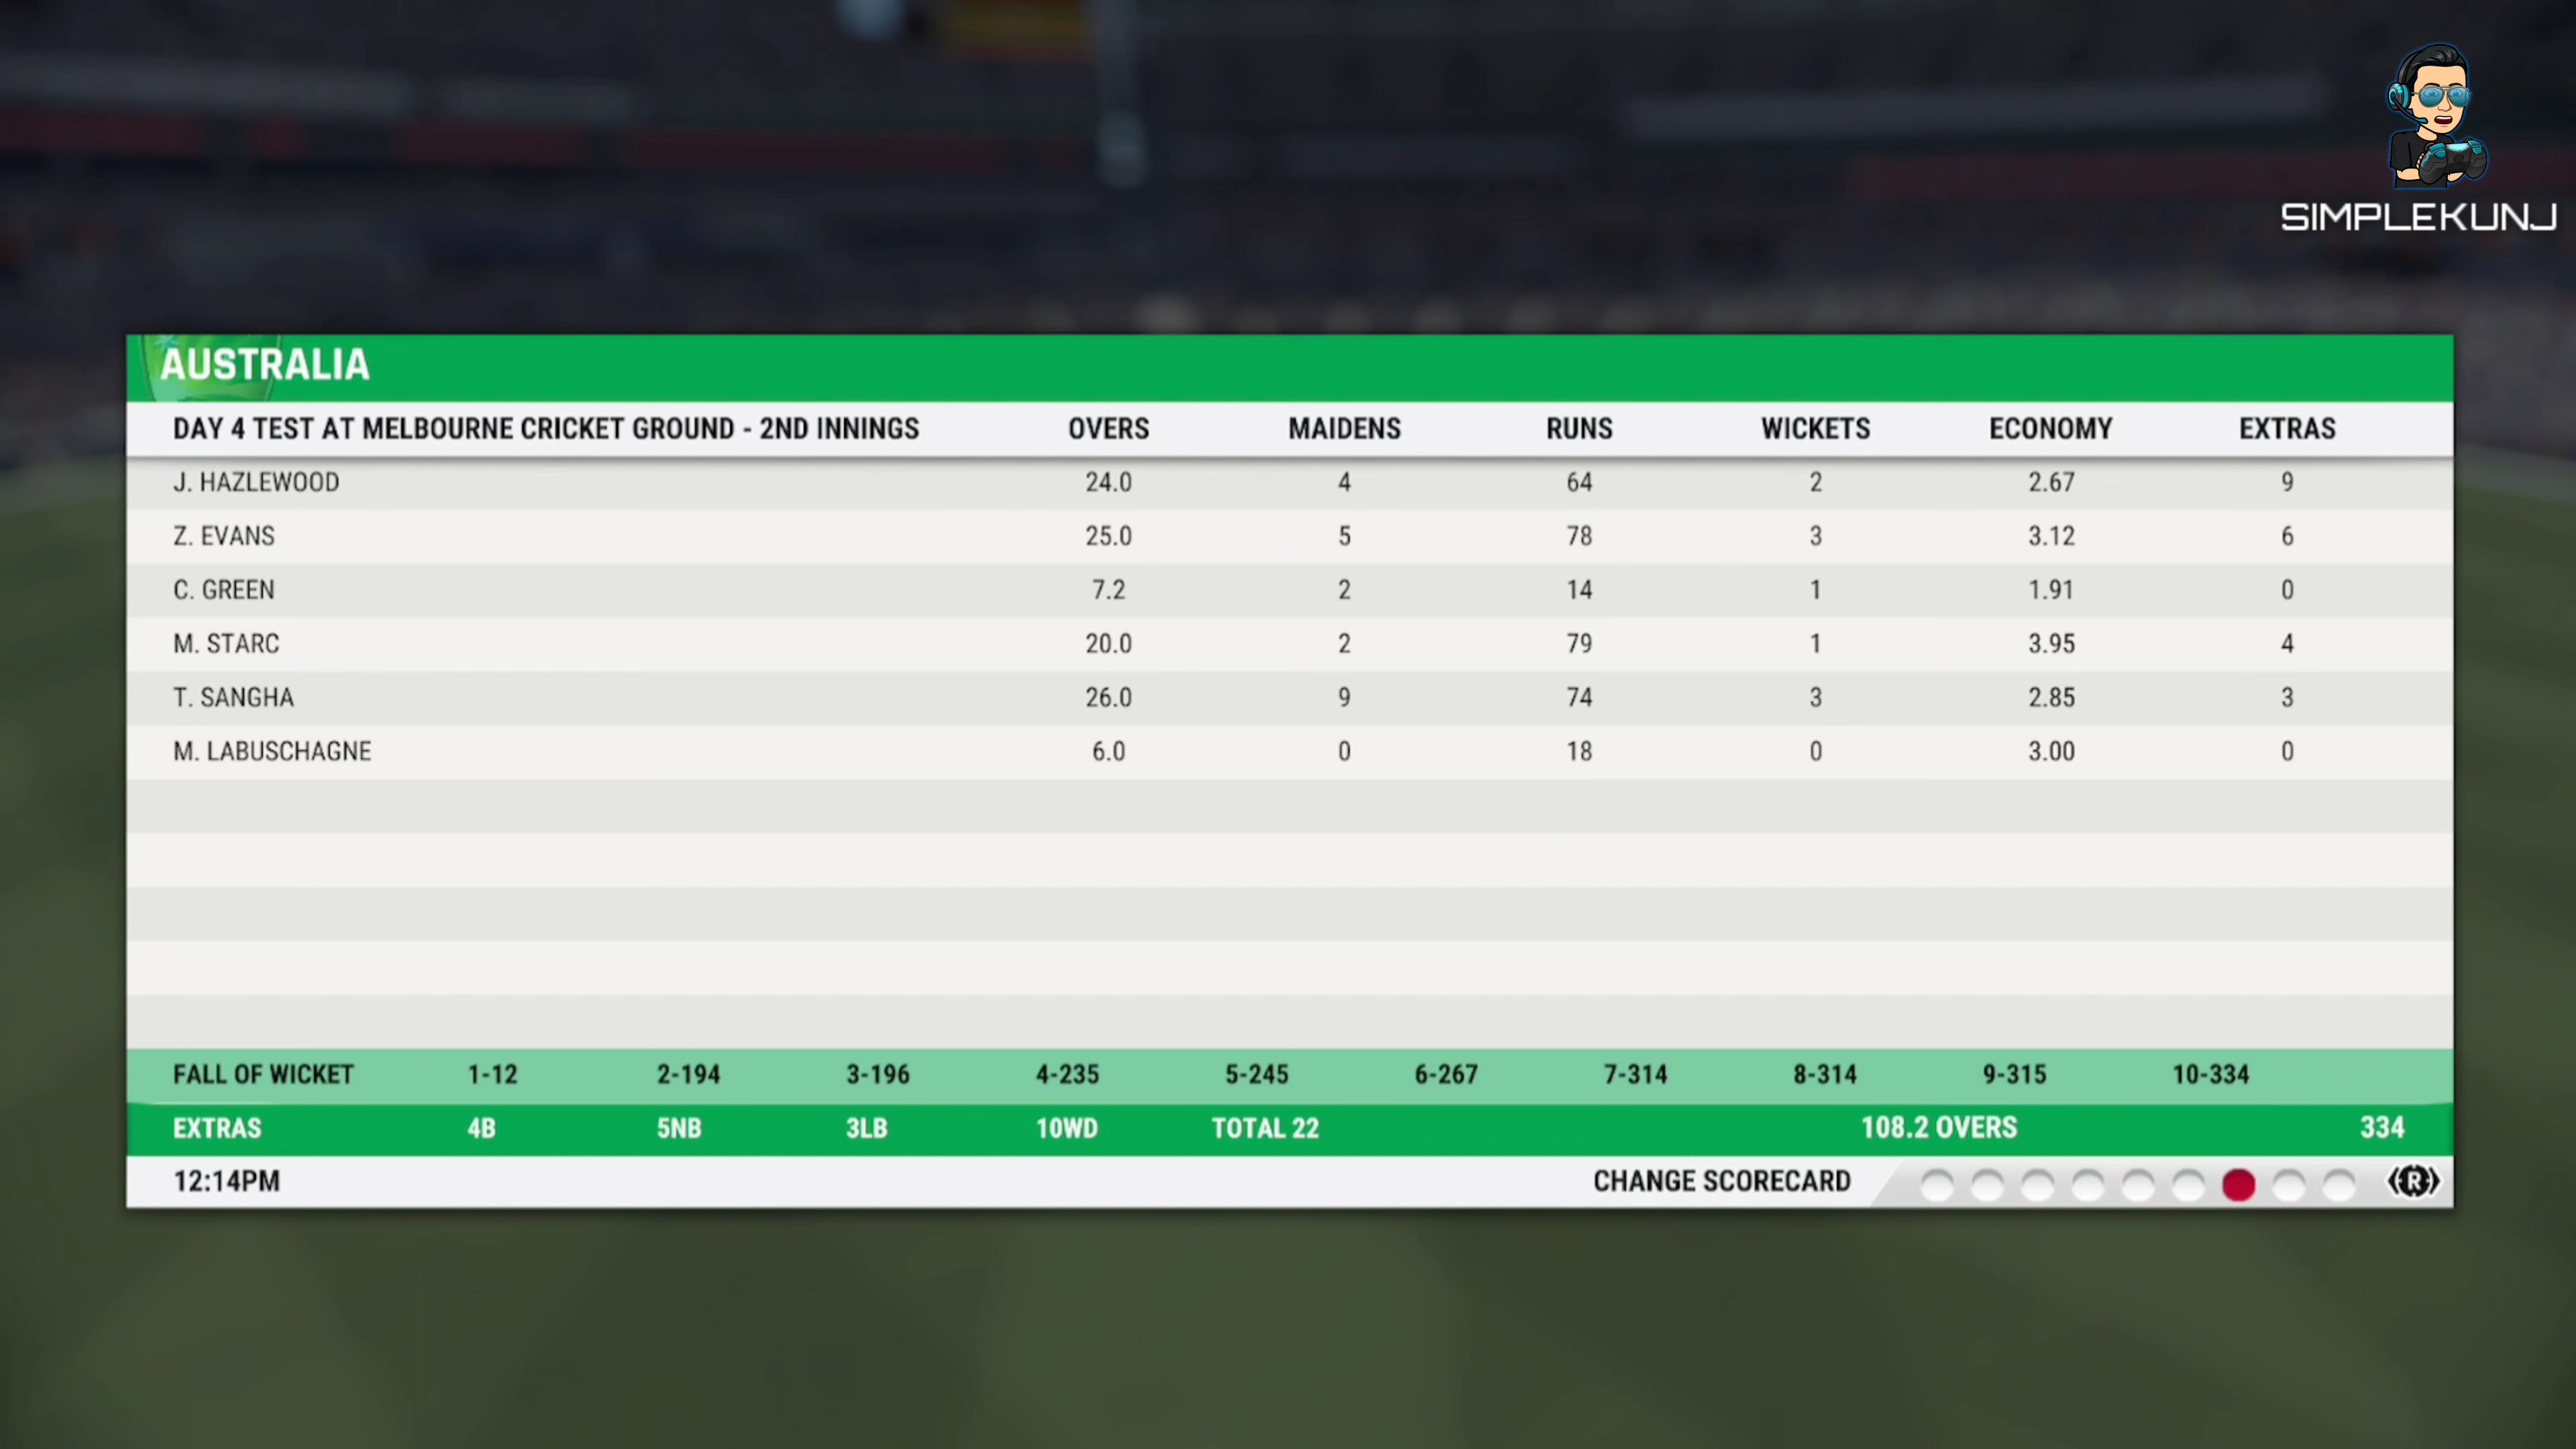 SIMPLEKUNJ
AUSTRALIA
DAY 4 TEST AT MELBOURNE CRICKET GROUND - 2ND INNINGS OVERS MAIDENS RUNS WICKETS ECONOMY EXTRAS
J. HAZLEWOOD 24.0 4 64 2 2.67 9
Z. EVANS 25.0 5 78 3 3.12 6
C. GREEN 7.2 2 14 1 1.91 0
M. STARC 20.0 2 79 1 3.95 4
T. SANGHA 26.0 9 74 3 2.85 3
M. LABUSCHAGNE 6.0 0 18 0 3.00 0
FALL OF WICKET 1-12 2-194 3-196 4-235 5-245 6-267 7-314 8-314 9-315 10-334
EXTRAS 4B 5NB 3LB 10WD TOTAL 22 108.2 OVERS 334
12:14PM CHANGE SCORECARD R